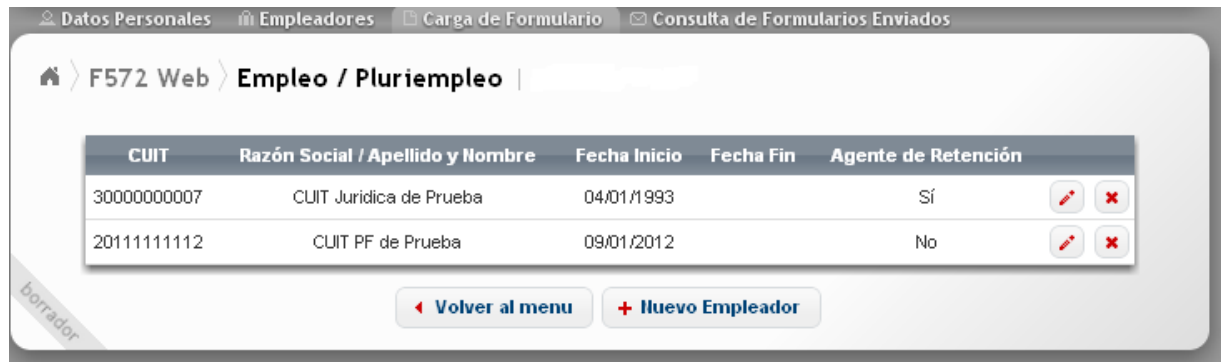 Datos Personales Empleadores Carga de Formulario Consulta de Formularios Enviados
F572 Web Empleo / Pluriempleo |
CUIT Razón Social / Apellido y Nombre Fecha Inicio Fecha Fin Agente de Retención
30000000007 CUIT Juridica de Prueba 04/01/1993 Sí
20111111112 CUIT PF de Prueba 09/01/2012 No
borrador
Volver al menu + Nuevo Empleador